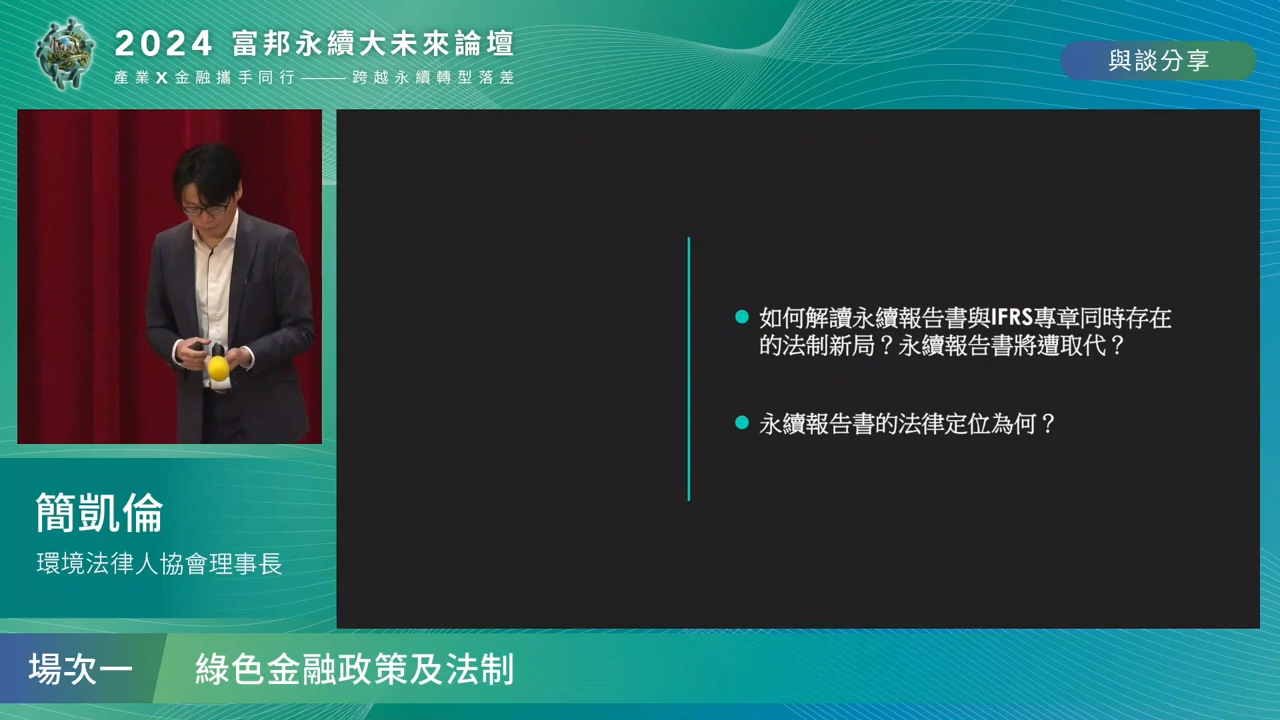 2024 富邦永續大未來論壇
產業X金融攜手同行——跨越永續轉型落差
與談分享
如何解讀永續報告書與IFRS專章同時存在
的法制新局？永續報告書將遭取代？
永續報告書的法律定位為何？
簡凱倫
環境法律人協會理事長
場次一
綠色金融政策及法制